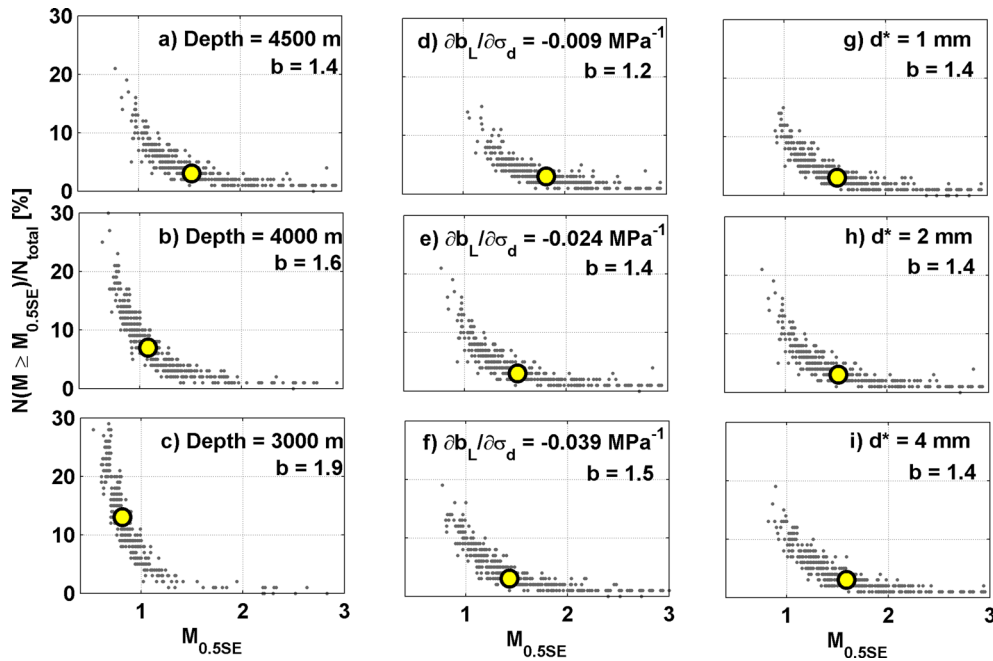 N(M ≥ M0.5SE)/Ntotal [%]
30
20
10
0
a) Depth = 4500 m
b = 1.4
30
20
10
0
b) Depth = 4000 m
b = 1.6
30
20
10
0
c) Depth = 3000 m
b = 1.9
1
2
3
M0.5SE
d) ∂bL/∂σd = -0.009 MPa-1
b = 1.2
e) ∂bL/∂σd = -0.024 MPa-1
b = 1.4
f) ∂bL/∂σd = -0.039 MPa-1
b = 1.5
1
2
3
M0.5SE
g) d* = 1 mm
b = 1.4
h) d* = 2 mm
b = 1.4
i) d* = 4 mm
b = 1.4
1
2
3
M0.5SE